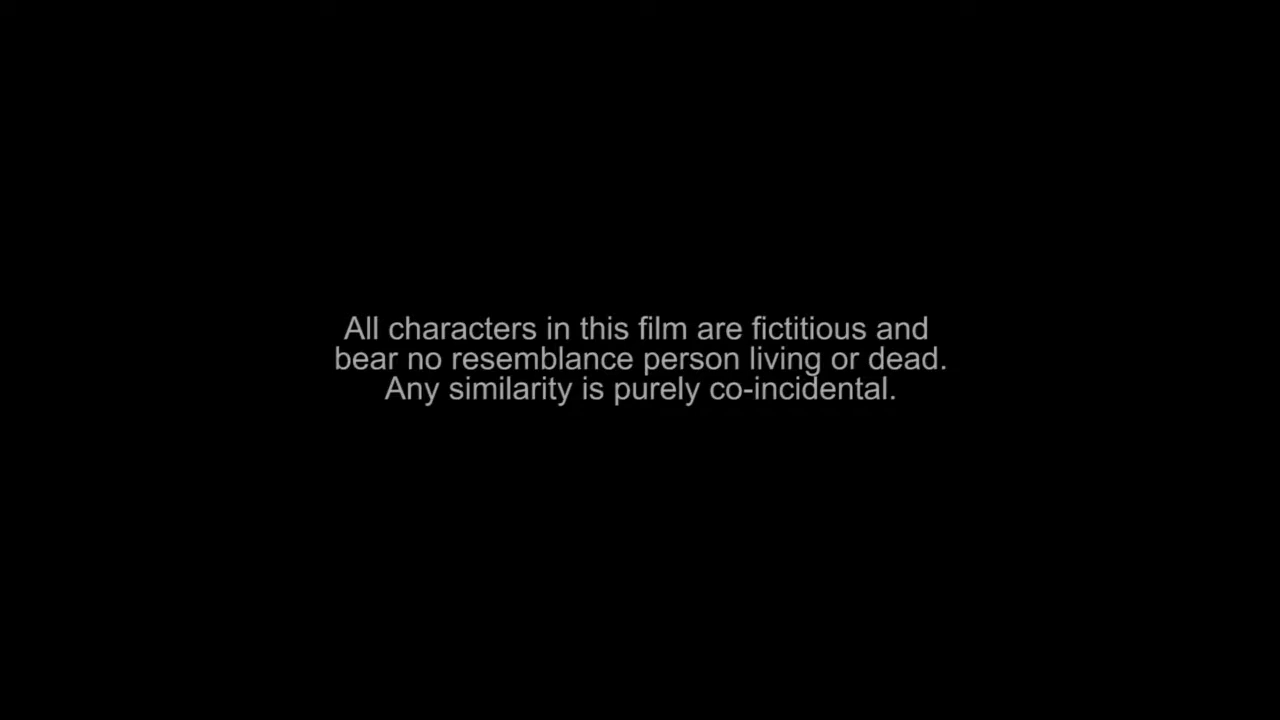 All characters in this film are fictitious and
bear no resemblance person living or dead.
Any similarity is purely co-incidental.